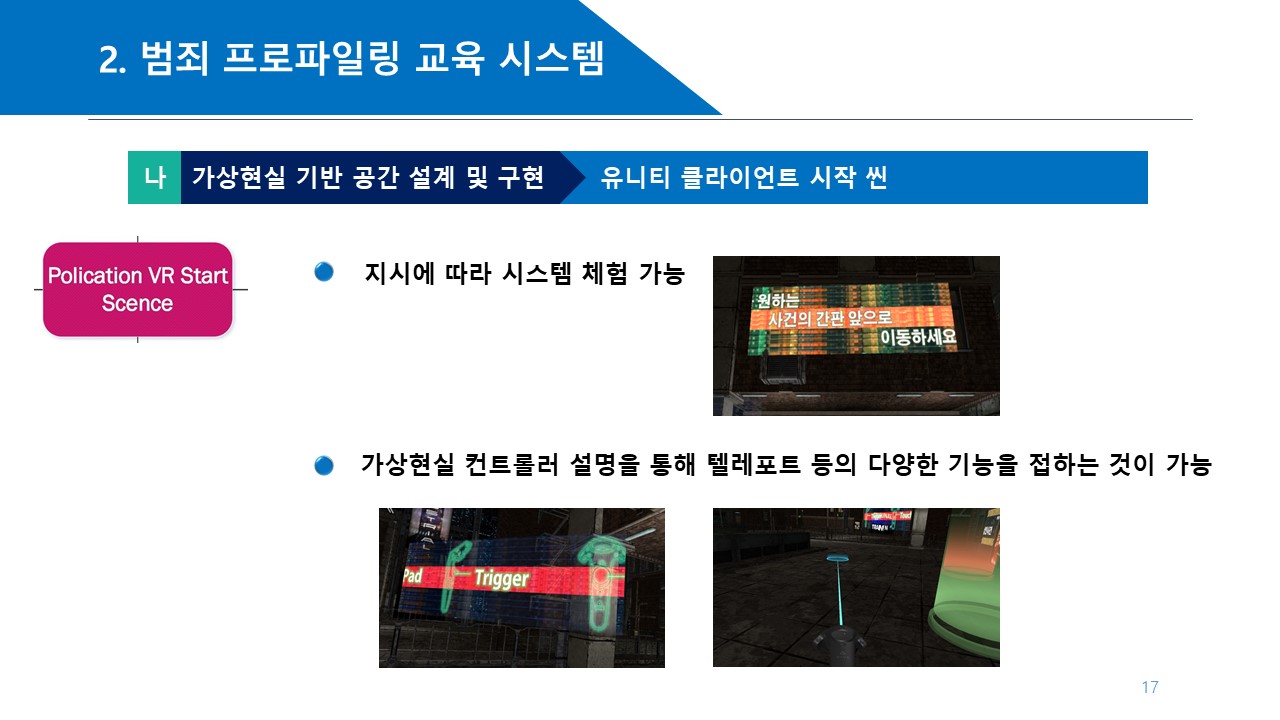 2. 범죄 프로파일링 교육 시스템
나
가상현실 기반 공간 설계 및 구현
유니티 클라이언트 시작 씬
Polication VR Start
Scence
지시에 따라 시스템 체험 가능
원하는
사건의 간판 앞으로
이동하세요
가상현실 컨트롤러 설명을 통해 텔레포트 등의 다양한 기능을 접하는 것이 가능
Pad
Trigger
17